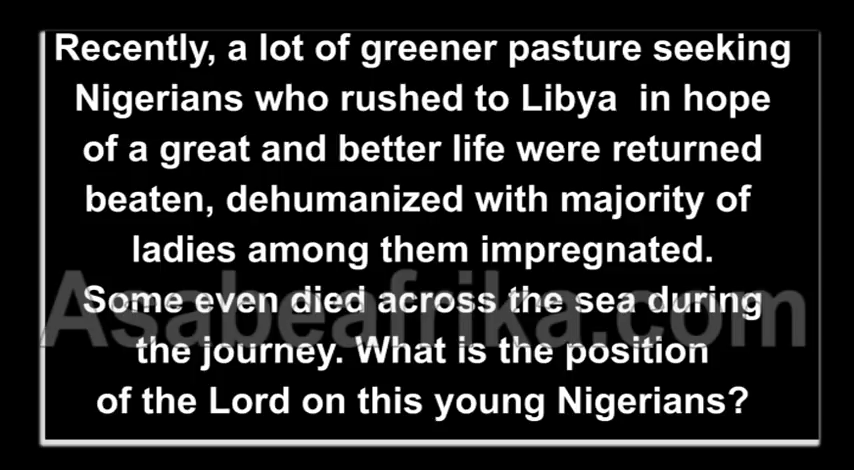 Recently, a lot of greener pasture seeking
Nigerians who rushed to Libya in hope
of a great and better life were returned
beaten, dehumanized with majority of
ladies among them impregnated.
Some even died across the sea during
the journey. What is the position
of the Lord on this young Nigerians?
Asabeafrika.com